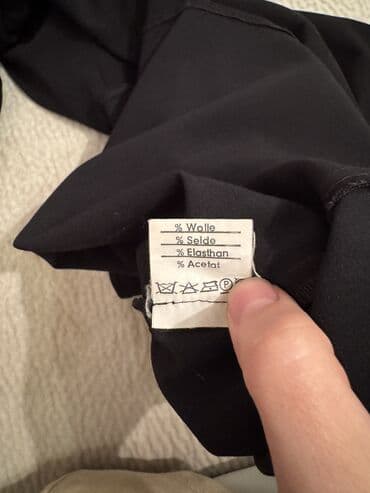 % Wolle
% Seide
% Elasthan
% Acetat
P